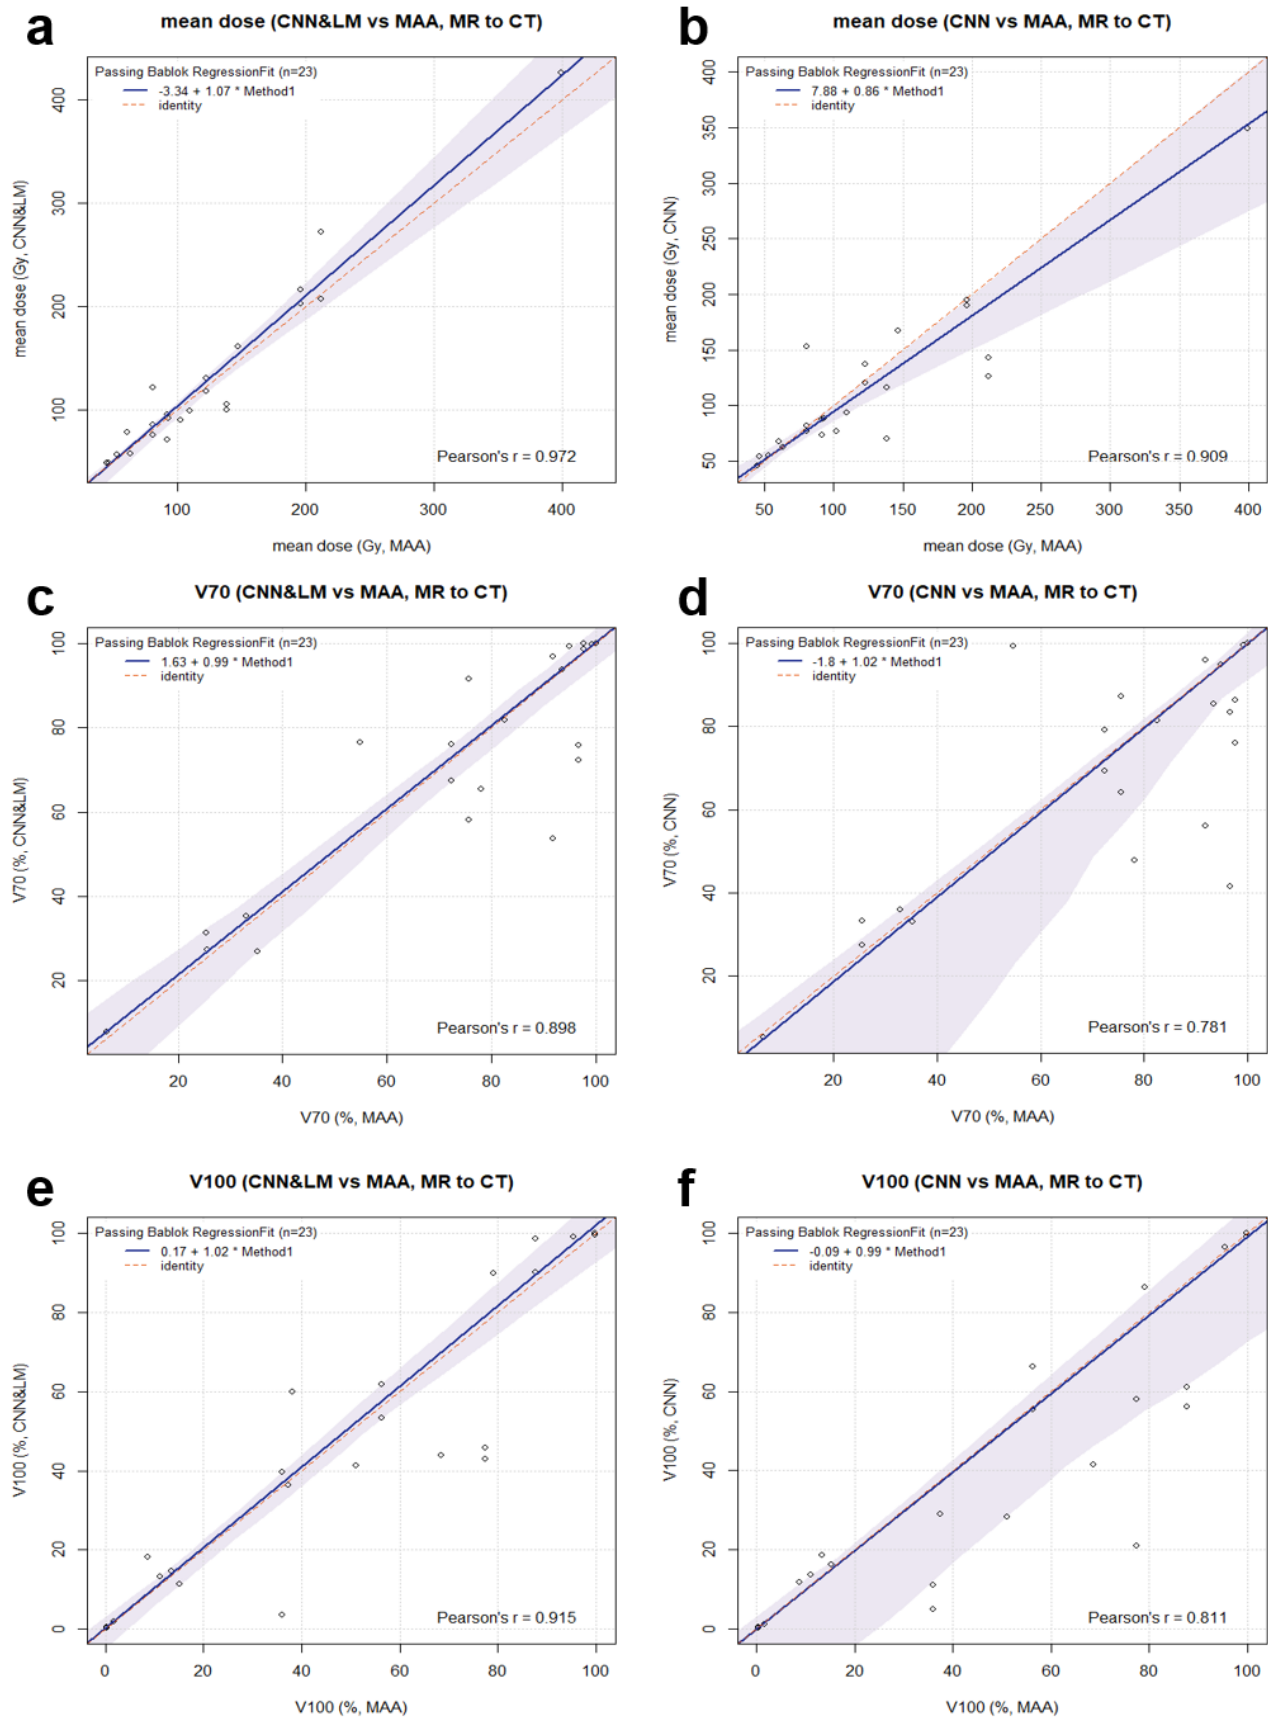 a
mean dose (CNN&LM vs MAA, MR to CT)
Passing Bablok RegressionFit (n=23)
-3.34 + 1.07 * Method1
identity
400
300
200
100
mean dose (Gy, CNN&LM)
Pearson's r = 0.972
100 200 300 400
mean dose (Gy, MAA)
b
mean dose (CNN vs MAA, MR to CT)
Passing Bablok RegressionFit (n=23)
7.88 + 0.86 * Method1
identity
400
350
300
250
200
150
100
50
mean dose (Gy, CNN)
Pearson's r = 0.909
50 100 150 200 250 300 350 400
mean dose (Gy, MAA)
c
V70 (CNN&LM vs MAA, MR to CT)
Passing Bablok RegressionFit (n=23)
1.63 + 0.99 * Method1
identity
100
80
60
40
20
V70 (%, CNN&LM)
Pearson's r = 0.898
20 40 60 80 100
V70 (%, MAA)
d
V70 (CNN vs MAA, MR to CT)
Passing Bablok RegressionFit (n=23)
-1.8 + 1.02 * Method1
identity
100
80
60
40
20
V70 (%, CNN)
Pearson's r = 0.781
20 40 60 80 100
V70 (%, MAA)
e
V100 (CNN&LM vs MAA, MR to CT)
Passing Bablok RegressionFit (n=23)
0.17 + 1.02 * Method1
identity
100
80
60
40
20
0
V100 (%, CNN&LM)
Pearson's r = 0.915
0 20 40 60 80 100
V100 (%, MAA)
f
V100 (CNN vs MAA, MR to CT)
Passing Bablok RegressionFit (n=23)
-0.09 + 0.99 * Method1
identity
100
80
60
40
20
0
V100 (%, CNN)
Pearson's r = 0.811
0 20 40 60 80 100
V100 (%, MAA)